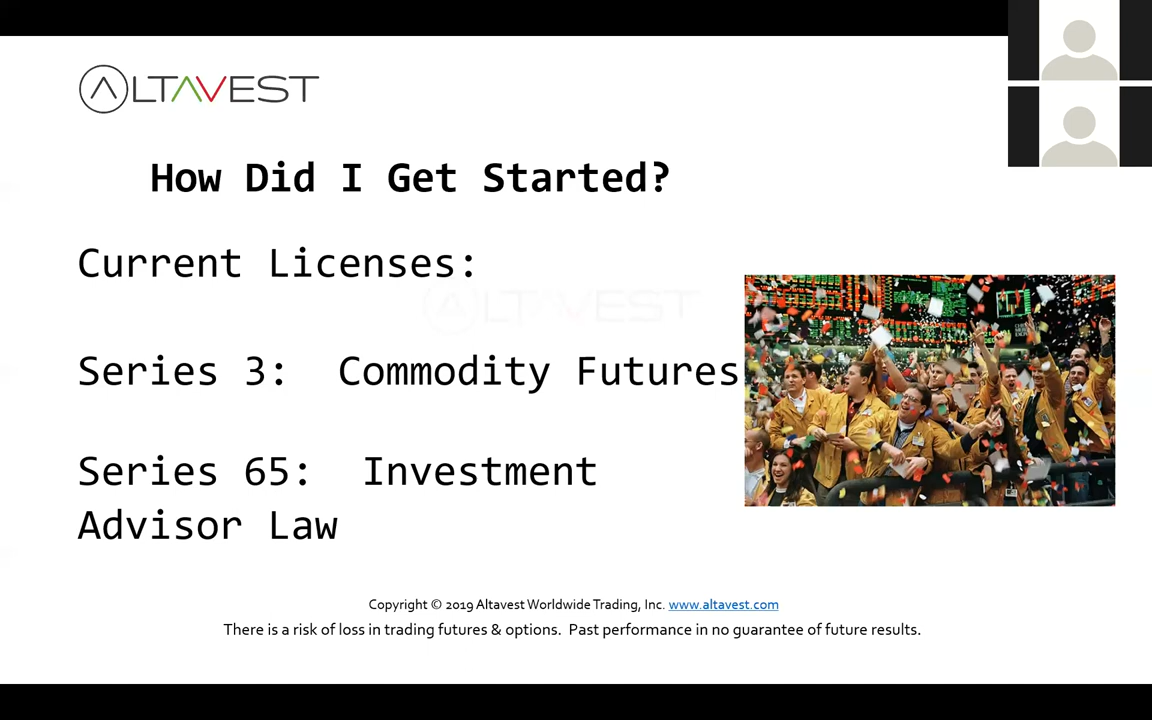 ALTAVEST
How Did I Get Started?
Current Licenses:
ALTAVEST
Series 3: Commodity Futures
Series 65: Investment
Advisor Law
Copyright © 2019 Altavest Worldwide Trading, Inc. www.altavest.com
There is a risk of loss in trading futures & options. Past performance in no guarantee of future results.